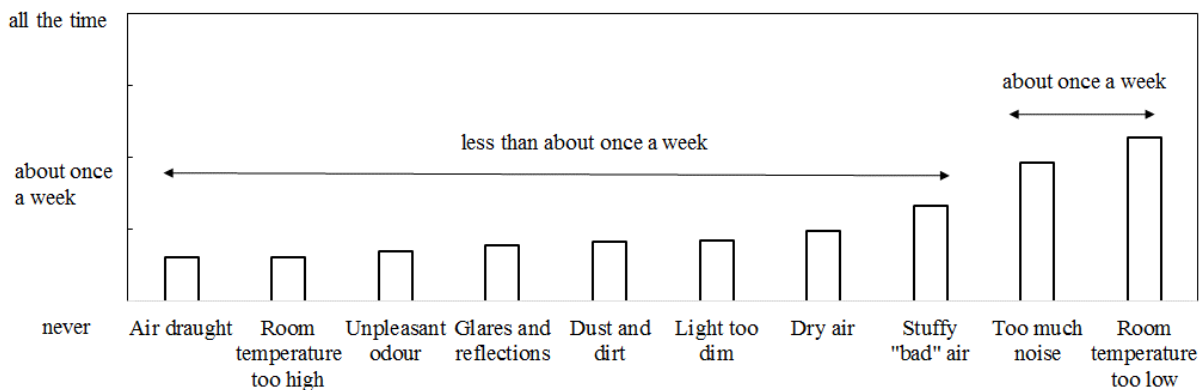 all the time
about once a week
less than about once a week
about once
a week
never
Air draught
Room
temperature
too high
Unpleasant
odour
Glares and
reflections
Dust and
dirt
Light too
dim
Dry air
Stuffy
"bad" air
Too much
noise
Room
temperature
too low